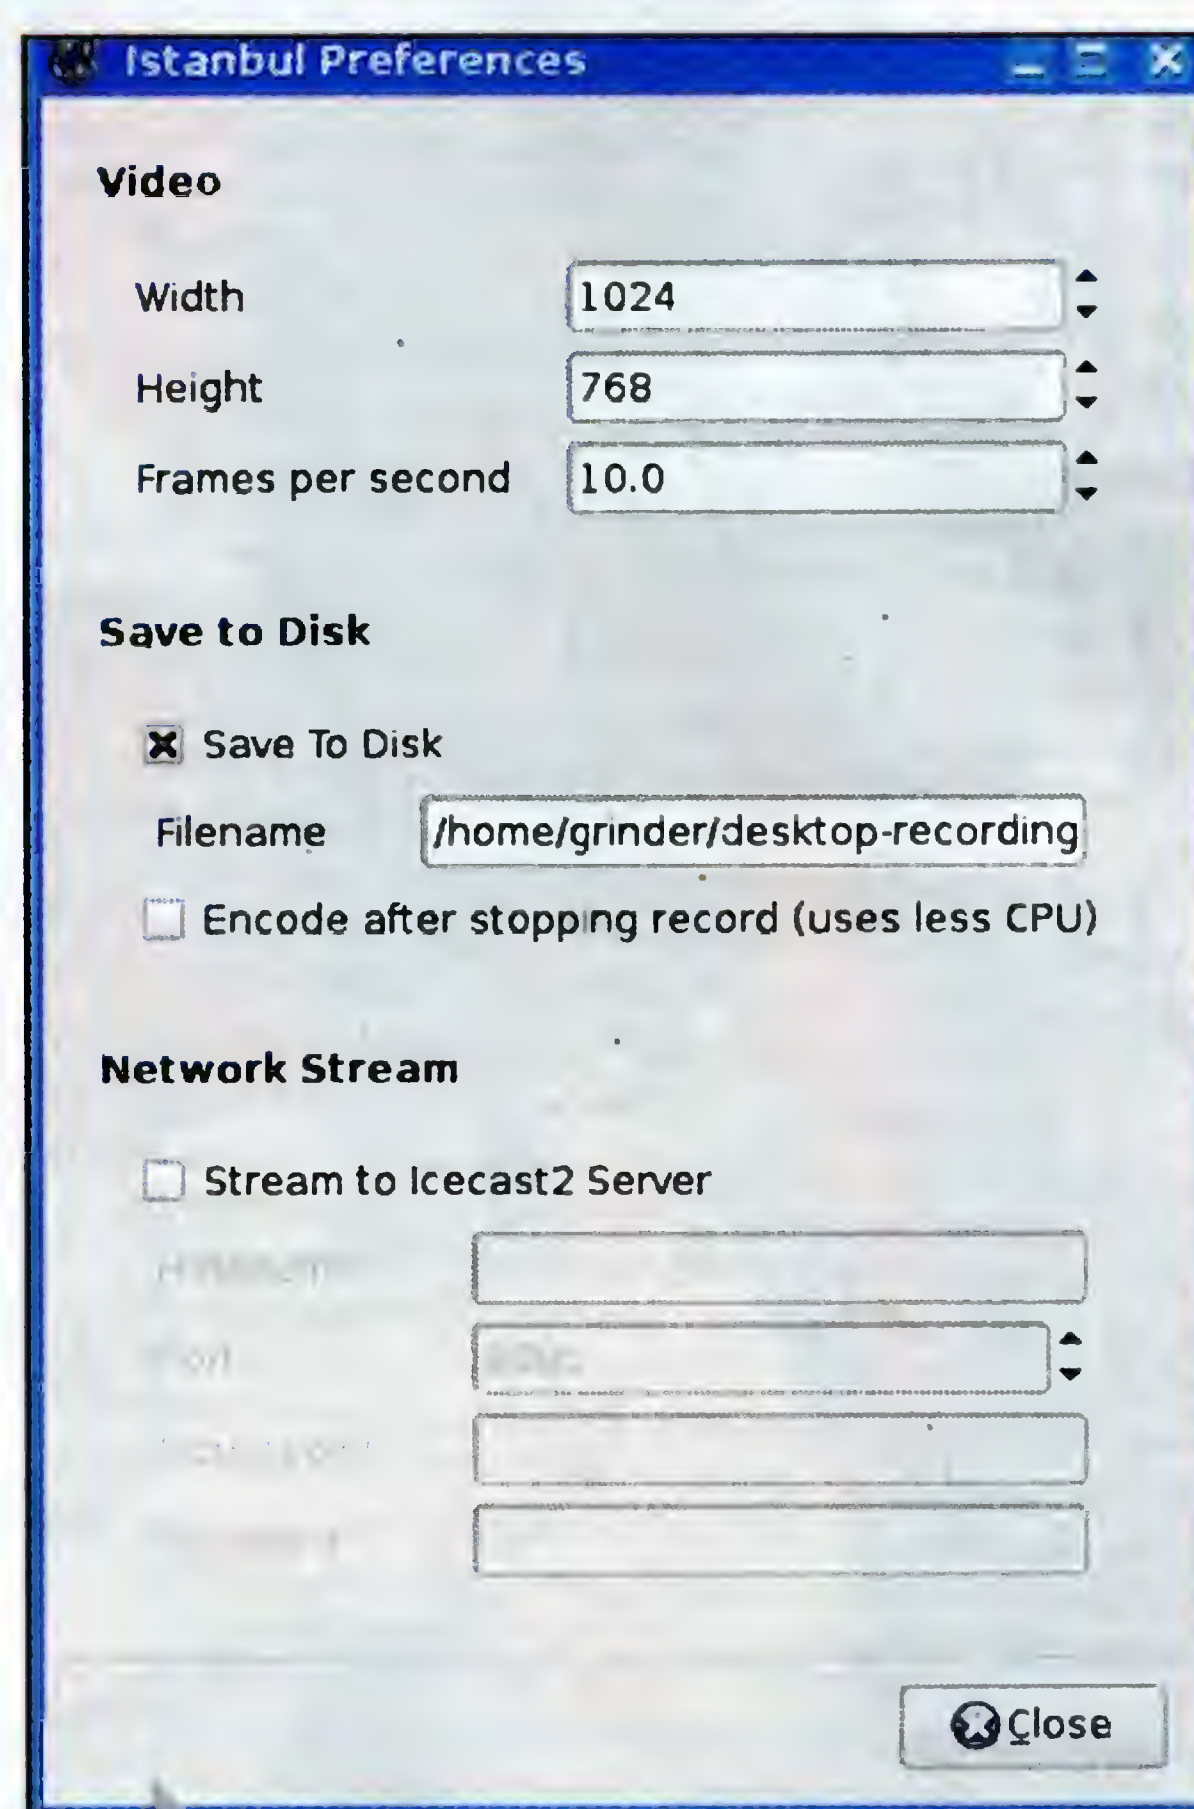 Istanbul Preferences
Video
Width 1024
Height 768
Frames per second 10.0
Save to Disk
Save To Disk
Filename /home/grinder/desktop-recording
Encode after stopping record (uses less CPU)
Network Stream
Stream to Icecast2 Server
Port
Close